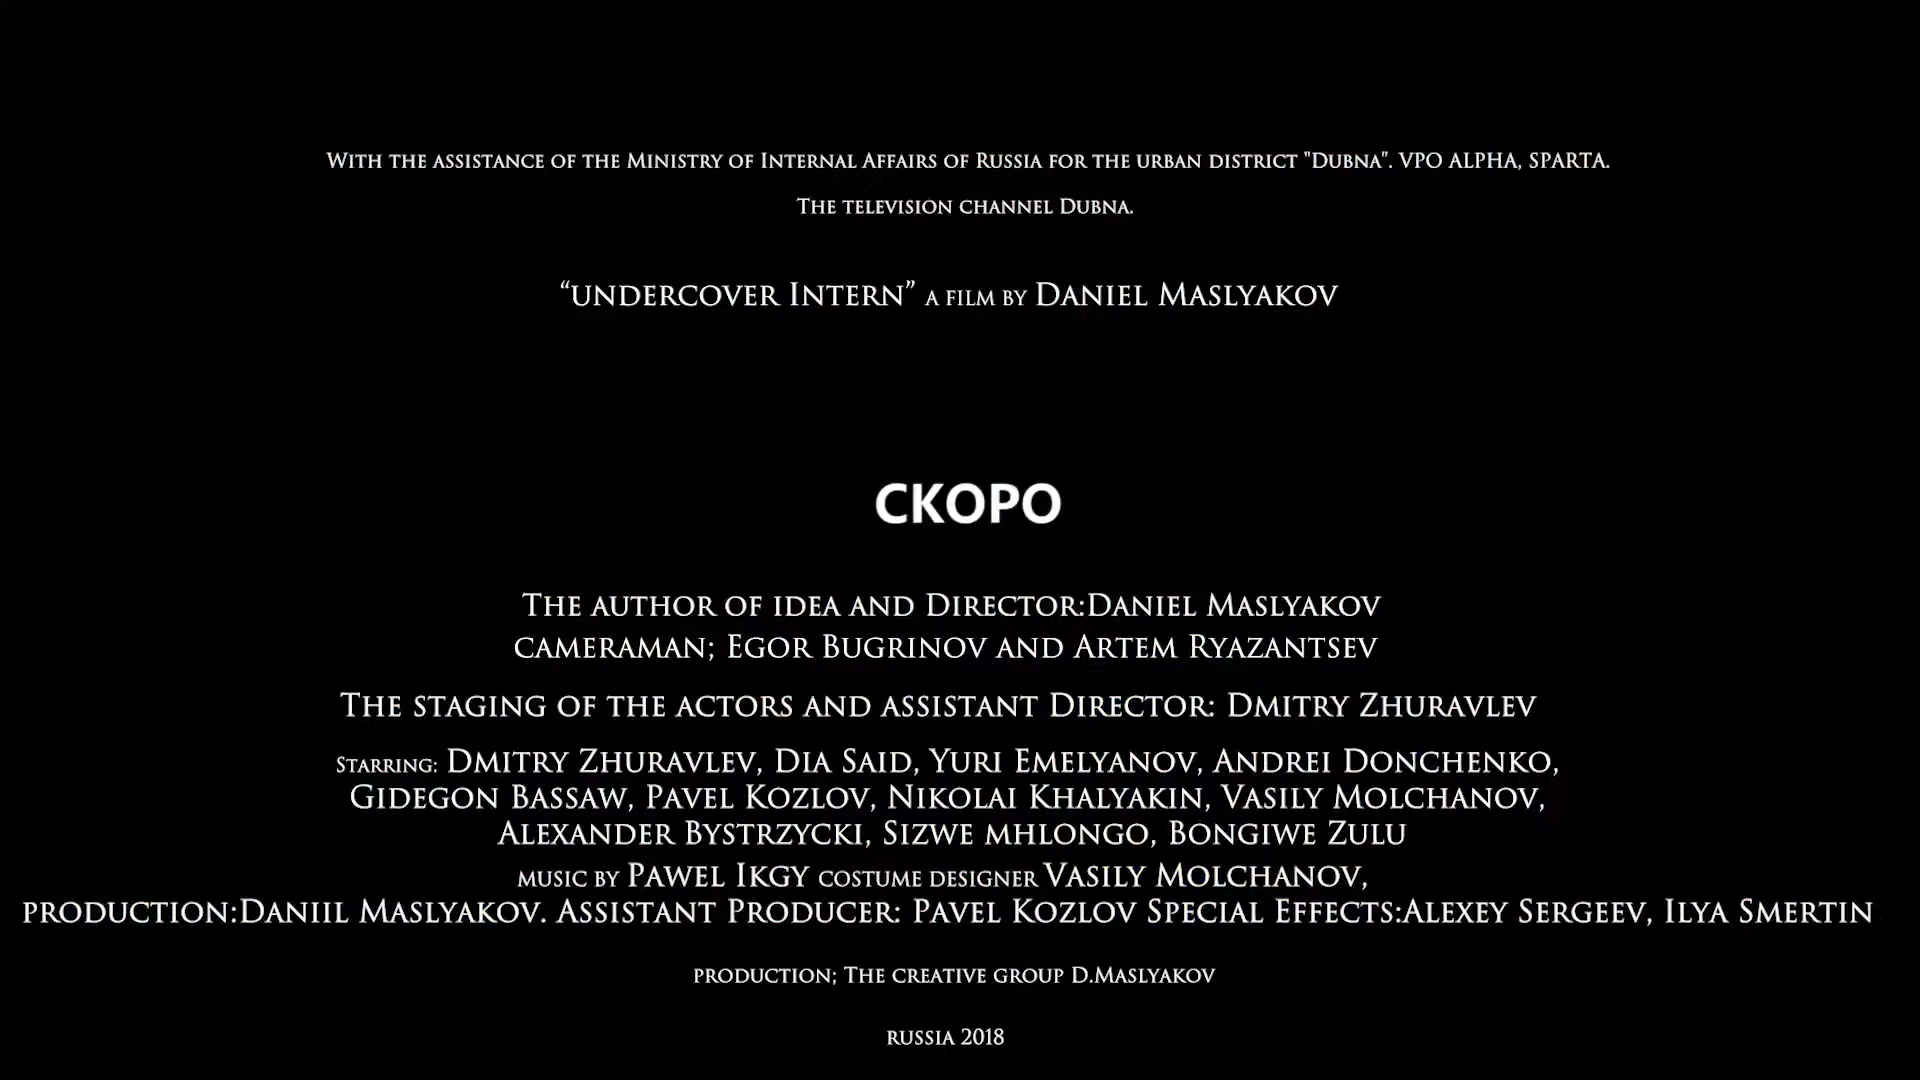 With the assistance of the Ministry of Internal Affairs of Russia for the urban district "Dubna". VPO ALPHA, SPARTA.
The television channel Dubna.
“UNDERCOVER INTERN” A FILM BY DANIEL MASLYAKOV
СКОРО
The author of idea and Director:Daniel Maslyakov
cameraman; Egor Bugrinov and Artem Ryazantsev
The staging of the actors and assistant Director: Dmitry Zhuravlev
Starring: Dmitry Zhuravlev, Dia Said, Yuri Emelyanov, Andrei Donchenko,
Gidegon Bassaw, Pavel Kozlov, Nikolai Khalyakin, Vasily Molchanov,
Alexander Bystrzycki, Sizwe mhlongo, Bongiwe Zulu
music by Pawel Ikgy costume designer Vasily Molchanov,
production:Daniil Maslyakov. Assistant Producer: Pavel Kozlov Special Effects:Alexey Sergeev, Ilya Smertin
production; The creative group D.Maslyakov
russia 2018